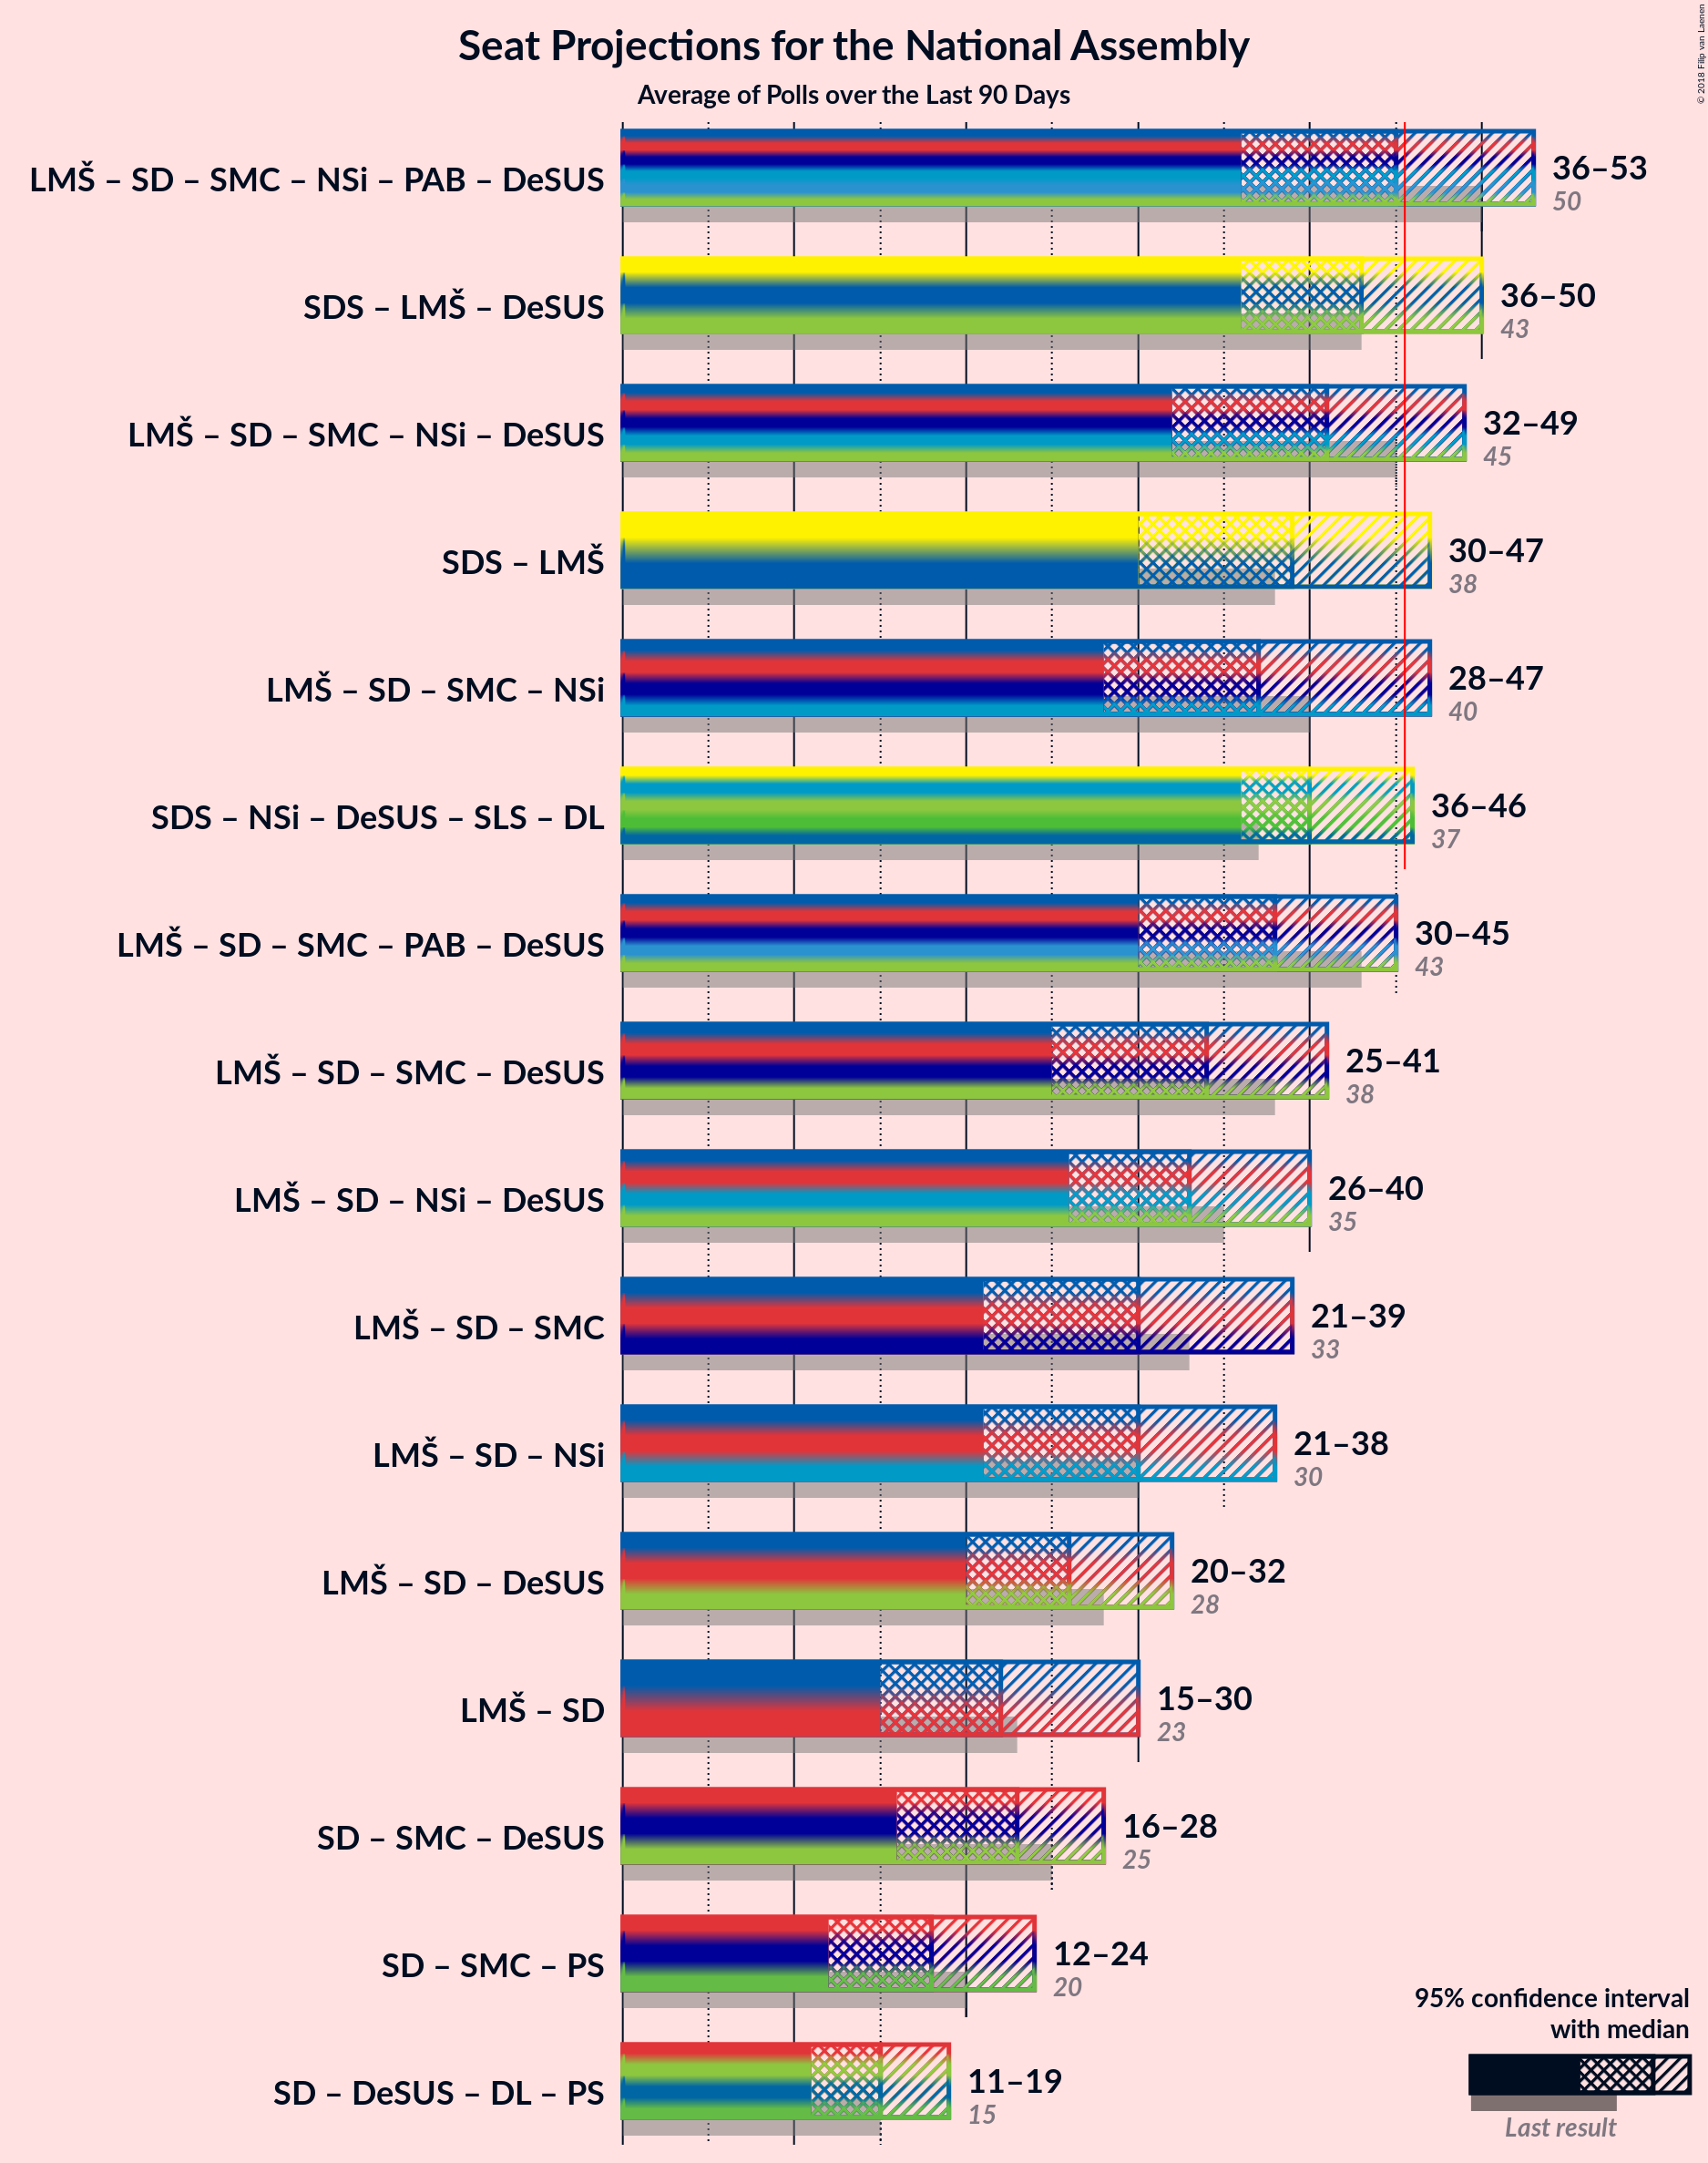 Seat Projections for the National Assembly
Average of Polls over the Last 90 Days
© 2018 Filip van Laenen
LMŠ – SD – SMC – NSi – PAB – DeSUS
36–53
50
SDS – LMŠ – DeSUS
36–50
43
LMŠ – SD – SMC – NSi – DeSUS
32–49
45
SDS – LMŠ
30–47
38
LMŠ – SD – SMC – NSi
28–47
40
SDS – NSi – DeSUS – SLS – DL
36–46
37
LMŠ – SD – SMC – PAB – DeSUS
30–45
43
LMŠ – SD – SMC – DeSUS
25–41
38
LMŠ – SD – NSi – DeSUS
26–40
35
LMŠ – SD – SMC
21–39
33
LMŠ – SD – NSi
21–38
30
LMŠ – SD – DeSUS
20–32
28
LMŠ – SD
15–30
23
SD – SMC – DeSUS
16–28
25
SD – SMC – PS
12–24
20
SD – DeSUS – DL – PS
11–19
15
95% confidence interval
with median
Last result